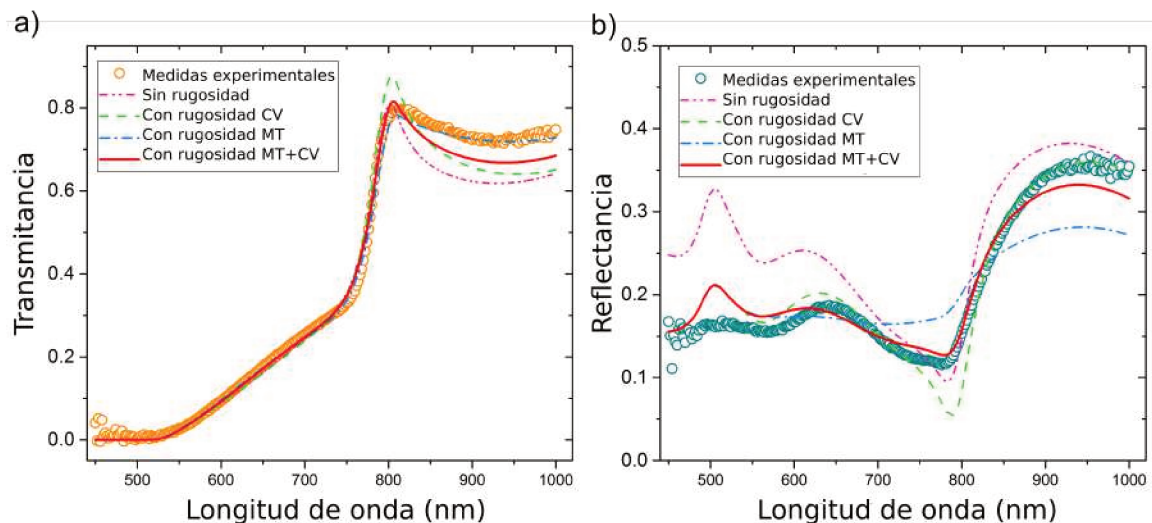 a)
Transmitancia
0.8
0.6
0.4
0.2
0.0
Medidas experimentales
Sin rugosidad
Con rugosidad CV
Con rugosidad MT
Con rugosidad MT+CV
500 600 700 800 900 1000
Longitud de onda (nm)
b)
Reflectancia
0.5
0.4
0.3
0.2
0.1
0.0
Medidas experimentales
Sin rugosidad
Con rugosidad CV
Con rugosidad MT
Con rugosidad MT+CV
500 600 700 800 900 1000
Longitud de onda (nm)